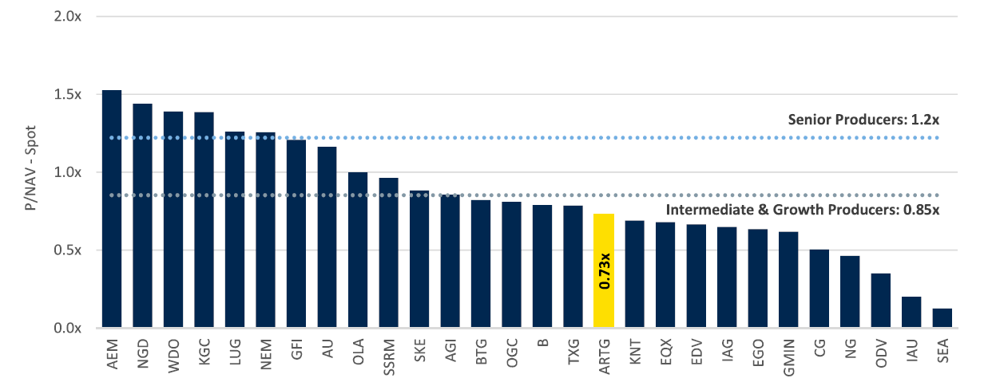 2.0x
1.5x
1.0x
0.5x
0.0x
P/NAV - Spot
Senior Producers: 1.2x
Intermediate & Growth Producers: 0.85x
0.73x
AEM
NGD
WDO
KGC
LUG
NEM
GFI
AU
OLA
SSRM
SKE
AGI
BTG
OGC
B
TXG
ARTG
KNT
EQX
EDV
IAG
EGO
GMIN
CG
NG
ODV
IAU
SEA